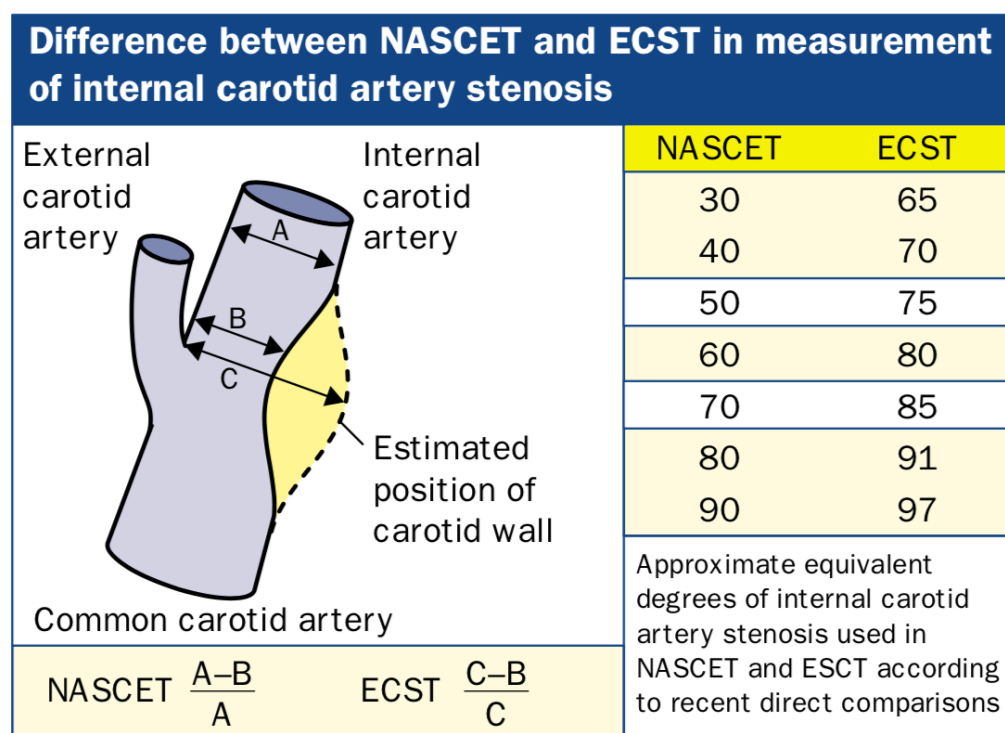 Difference between NASCET and ECST in measurement
of internal carotid artery stenosis
External
carotid
artery
Internal
carotid
artery
A
B
C
Estimated
position of
carotid wall
Common carotid artery
NASCET A–B
A
ECST C–B
C
NASCET ECST
30 65
40 70
50 75
60 80
70 85
80 91
90 97
Approximate equivalent
degrees of internal carotid
artery stenosis used in
NASCET and ESCT according
to recent direct comparisons